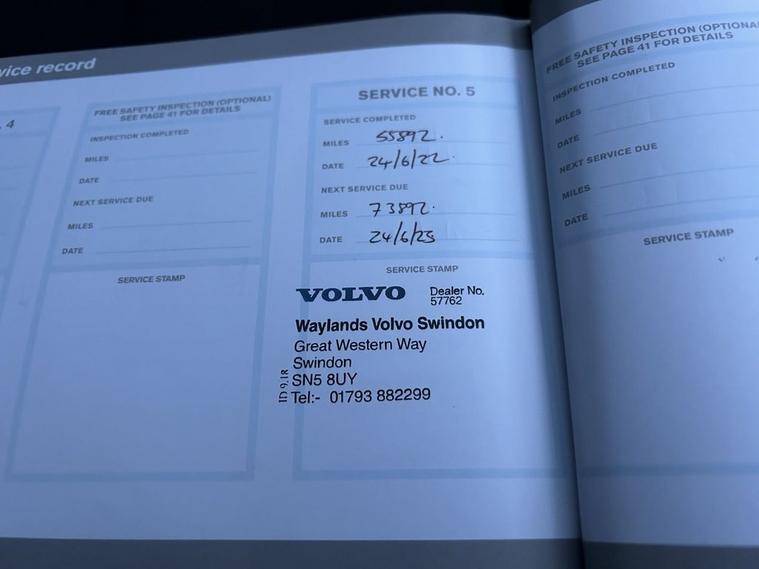 vice record
. 4
FREE SAFETY INSPECTION (OPTIONAL)
SEE PAGE 41 FOR DETAILS
INSPECTION COMPLETED
MILES
DATE
NEXT SERVICE DUE
MILES
DATE
SERVICE STAMP
SERVICE NO. 5
SERVICE COMPLETED
MILES 55892.
DATE 24/6/22.
NEXT SERVICE DUE
MILES 73892.
DATE 24/6/23
SERVICE STAMP
VOLVO Dealer No.
57762
Waylands Volvo Swindon
Great Western Way
Swindon
SN5 8UY
Tel:- 01793 882299
ID 9.18
FREE SAFETY INSPECTION (OPTIONA
SEE PAGE 41 FOR DETAILS
INSPECTION COMPLETED
MILES
DATE
NEXT SERVICE DUE
MILES
DATE
SERVICE STAMP